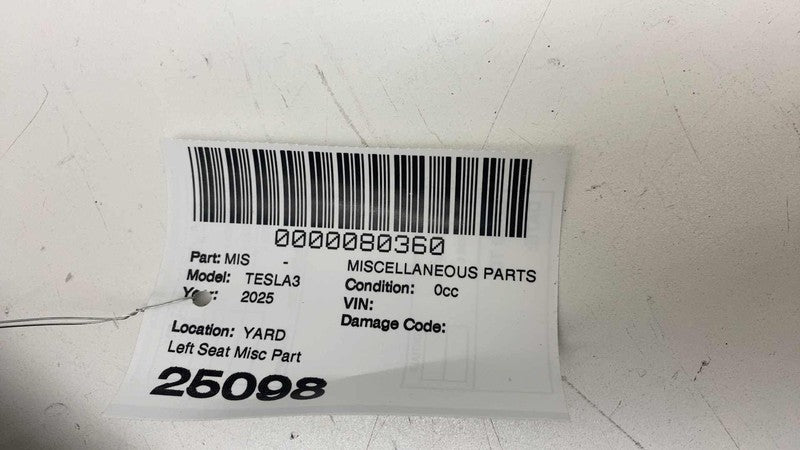 0000080360
Part: MIS - MISCELLANEOUS PARTS
Model: TESLA3 Condition: 0cc
Year: 2025 VIN:
Damage Code:
Location: YARD
Left Seat Misc Part
25098